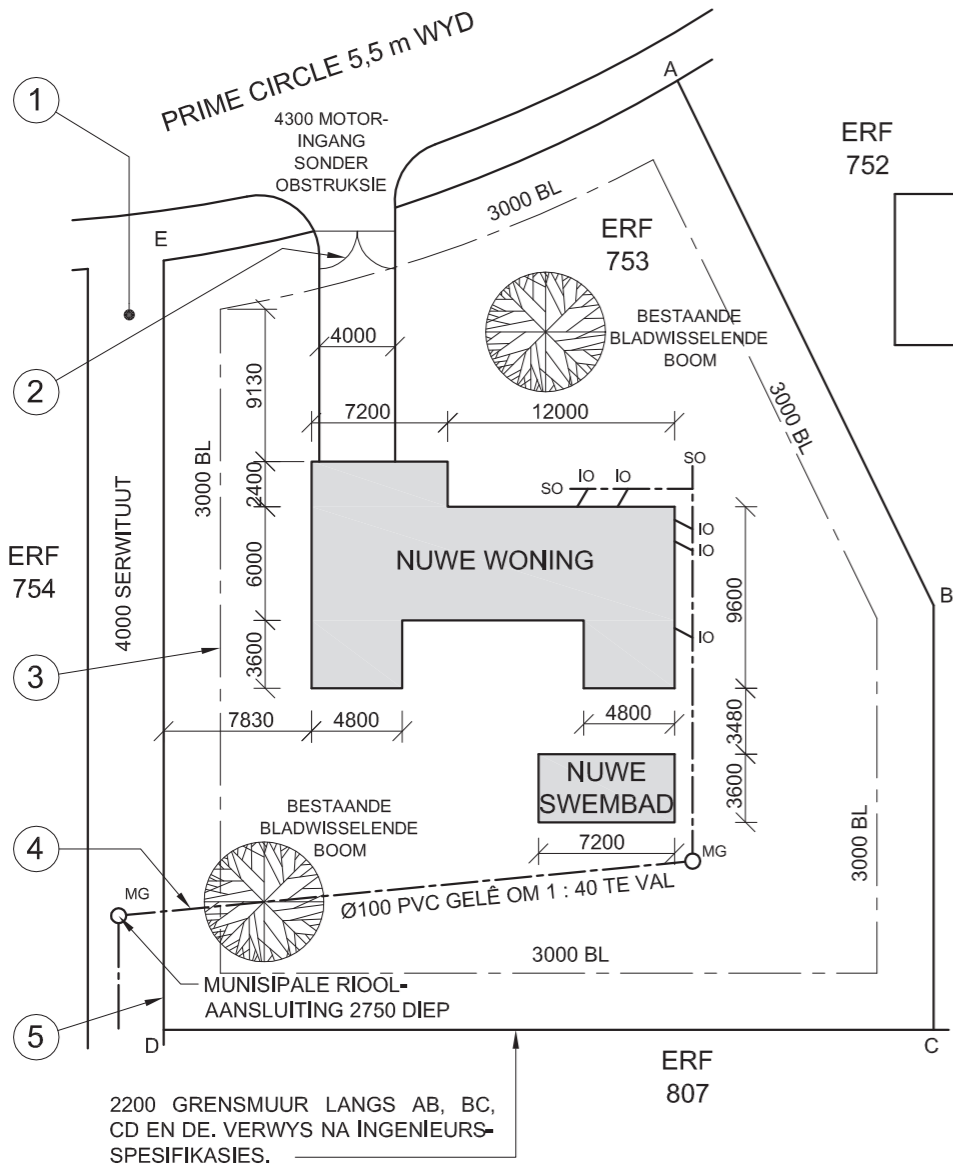 PRIME CIRCLE 5,5 m WYD
1
4300 MOTOR-
INGANG
SONDER
OBSTRUKSIE
A
ERF
752
3000 BL
ERF
753
E
BESTAANDE
BLADWISSELENDE
BOOM
2
4000
9130
7200
12000
3000 BL
3000 BL
2400
SO
SO
IO
IO
IO
IO
ERF
754
4000 SERWITUUT
6000
NUWE WONING
9600
B
3
3600
IO
7830
4800
4800
3480
NUWE
SWEMBAD
3600
7200
BESTAANDE
BLADWISSELENDE
BOOM
3000 BL
4
MG
MG
Ø100 PVC GELÊ OM 1 : 40 TE VAL
3000 BL
MUNISIPALE RIOOL-
AANSLUITING 2750 DIEP
5
D
C
ERF
807
2200 GRENSMUUR LANGS AB, BC,
CD EN DE. VERWYS NA INGENIEURS-
SPESIFIKASIES.